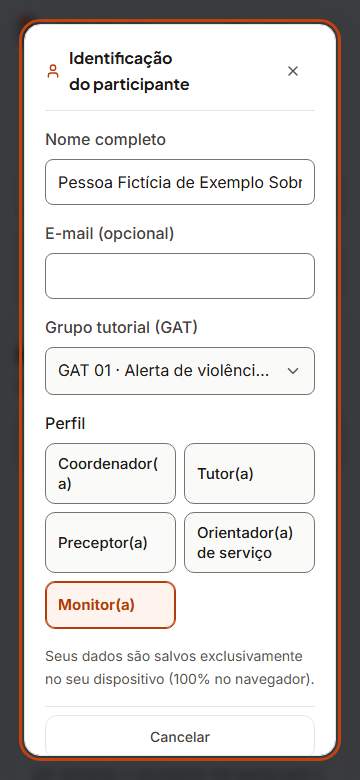 Identificação
do participante
Nome completo
Pessoa Fictícia de Exemplo Sobr
E-mail (opcional)
Grupo tutorial (GAT)
GAT 01 · Alerta de violênci...
Perfil
Coordenador(
a)
Tutor(a)
Preceptor(a)
Orientador(a)
de serviço
Monitor(a)
Seus dados são salvos exclusivamente
no seu dispositivo (100% no navegador).
Cancelar